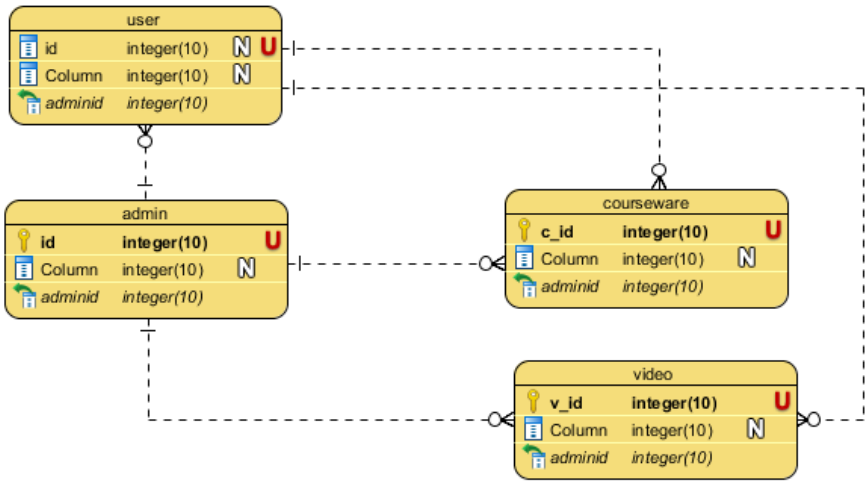 user
id integer(10) N U
Column integer(10) N
adminid integer(10)
admin
id integer(10) U
Column integer(10) N
adminid integer(10)
courseware
c_id integer(10) U
Column integer(10) N
adminid integer(10)
video
v_id integer(10) U
Column integer(10) N
adminid integer(10)